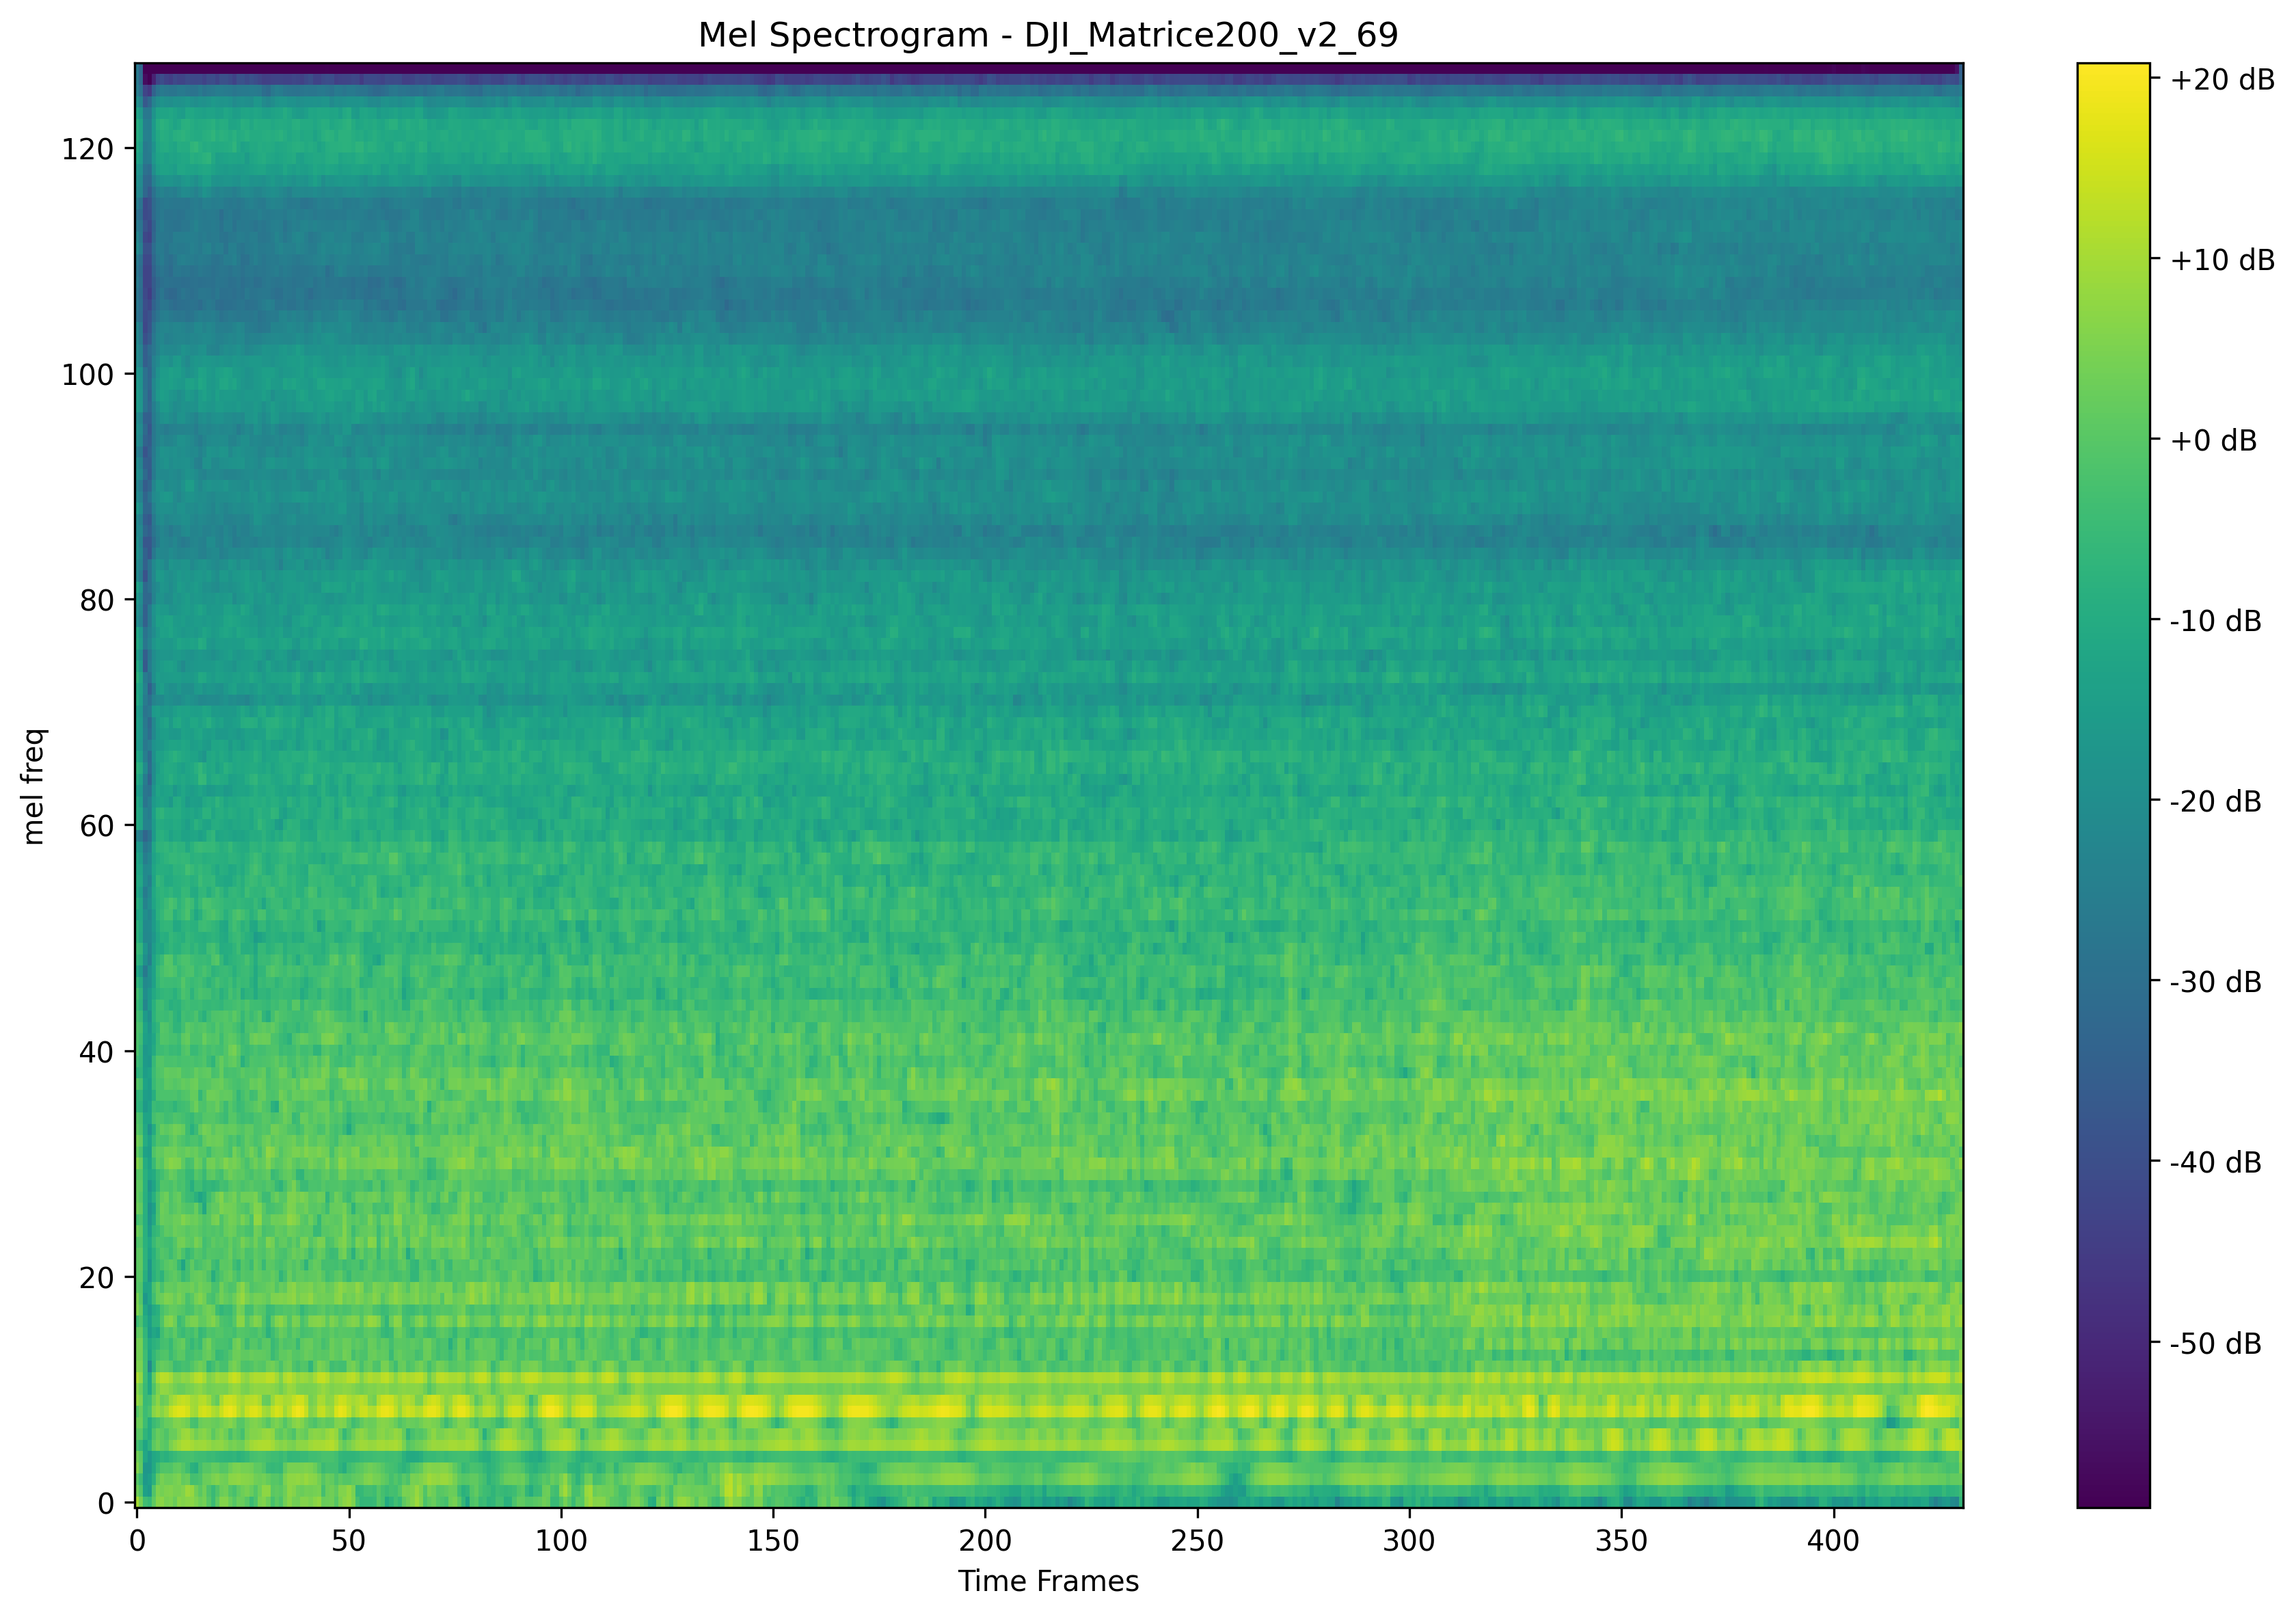 Mel Spectrogram - DJI_Matrice200_v2_69
mel freq
120
100
80
60
40
20
0
0 50 100 150 200 250 300 350 400
Time Frames
+20 dB
+10 dB
+0 dB
-10 dB
-20 dB
-30 dB
-40 dB
-50 dB